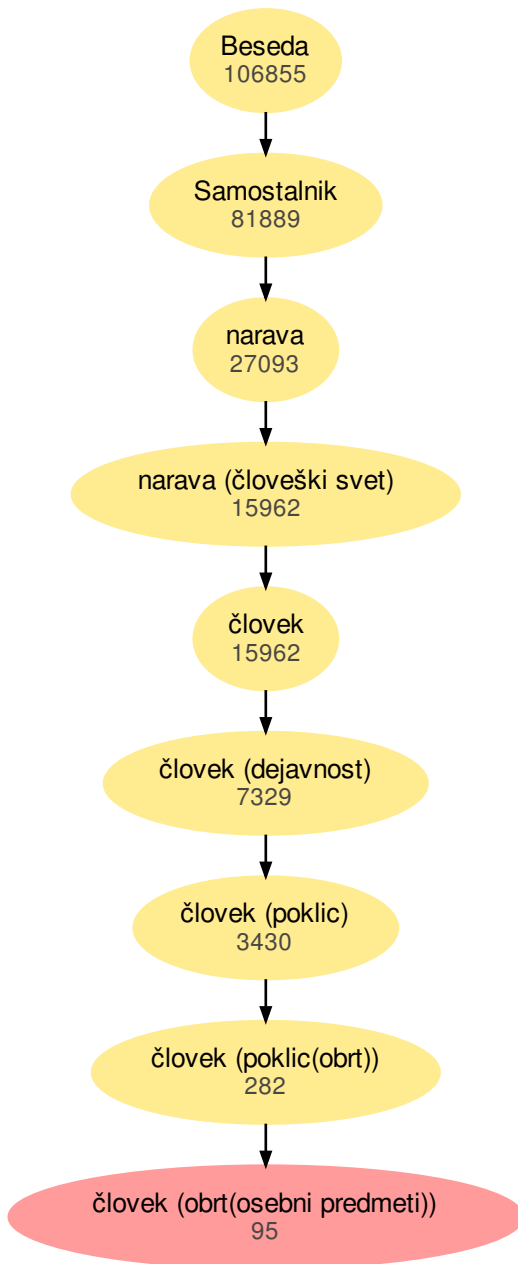 Beseda
106855
Samostalnik
81889
narava
27093
narava (človeški svet)
15962
človek
15962
človek (dejavnost)
7329
človek (poklic)
3430
človek (poklic(obrt))
282
človek (obrt(osebni predmeti))
95